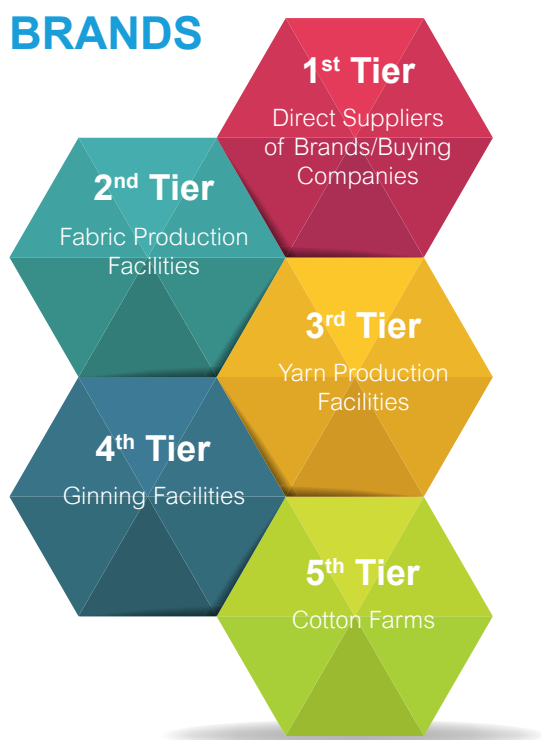 BRANDS
1st Tier
Direct Suppliers
of Brands/Buying
Companies
2nd Tier
Fabric Production
Facilities
3rd Tier
Yarn Production
Facilities
4th Tier
Ginning Facilities
5th Tier
Cotton Farms